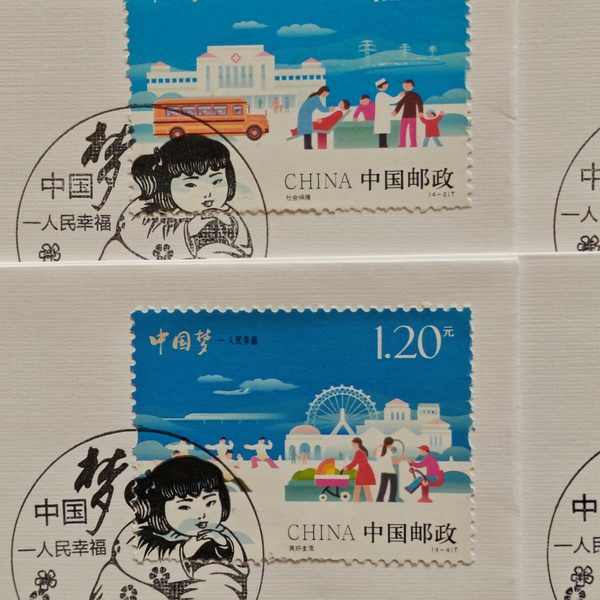 梦
中国
一人民幸福
CHINA 中国邮政
社会保障 (4-2)T
中
一人
中国梦 一人民幸福 1.20元
梦
中国
一人民幸福
CHINA 中国邮政
美好生活 (4-4)T
中国
一人民